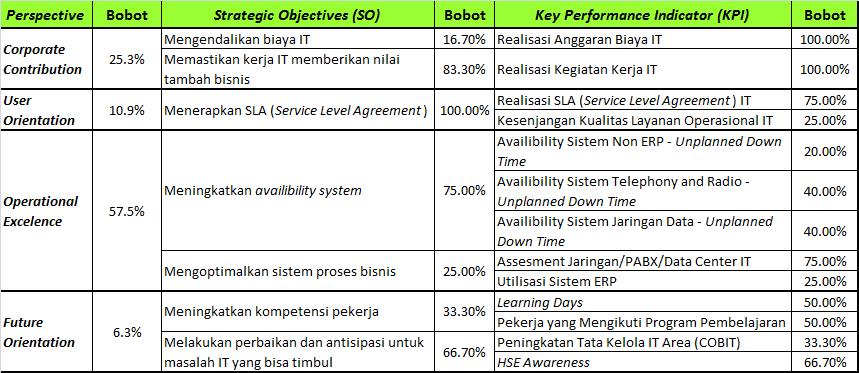 Perspective Bobot Strategic Objectives (SO) Bobot Key Performance Indicator (KPI) Bobot
Corporate Contribution 25.3% Mengendalikan biaya IT 16.70% Realisasi Anggaran Biaya IT 100.00%
Memastikan kerja IT memberikan nilai
tambah bisnis 83.30% Realisasi Kegiatan Kerja IT 100.00%
User Orientation 10.9% Menerapkan SLA (Service Level Agreement) 100.00% Realisasi SLA (Service Level Agreement) IT 75.00%
Kesenjangan Kualitas Layanan Operasional IT 25.00%
Operational Excelence 57.5% Meningkatkan availibility system 75.00% Availibility Sistem Non ERP - Unplanned Down
Time 20.00%
Availibility Sistem Telephony and Radio -
Unplanned Down Time 40.00%
Availibility Sistem Jaringan Data - Unplanned
Down Time 40.00%
Mengoptimalkan sistem proses bisnis 25.00% Assesment Jaringan/PABX/Data Center IT 75.00%
Utilisasi Sistem ERP 25.00%
Future Orientation 6.3% Meningkatkan kompetensi pekerja 33.30% Learning Days 50.00%
Pekerja yang Mengikuti Program Pembelajaran 50.00%
Melakukan perbaikan dan antisipasi untuk
masalah IT yang bisa timbul 66.70% Peningkatan Tata Kelola IT Area (COBIT) 33.30%
HSE Awareness 66.70%